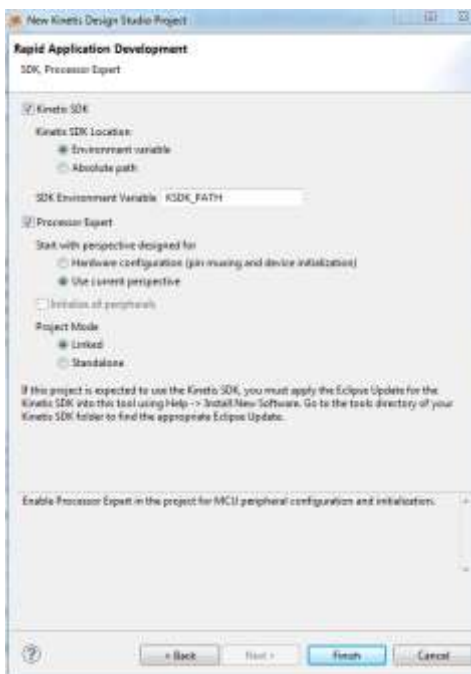 New Kinetis Design Studio Project
Rapid Application Development
SDK, Processor Expert
Kinetis SDK
Kinetis SDK Location
Environment variable
Absolute path
SDK Environment Variable KSDK_PATH
Processor Expert
Start with perspective designed for
Hardware configuration (pin muxing and device initialization)
Use current perspective
Initialize all peripherals
Project Mode
Linked
Standalone
If this project is expected to use the Kinetis SDK, you must apply the Eclipse Update for the
Kinetis SDK into this tool using Help -> Install New Software. Go to the tools directory of your
Kinetis SDK folder to find the appropriate Eclipse Update.
Enable Processor Expert in the project for MCU peripheral configuration and initialization.
? < Back Next > Finish Cancel